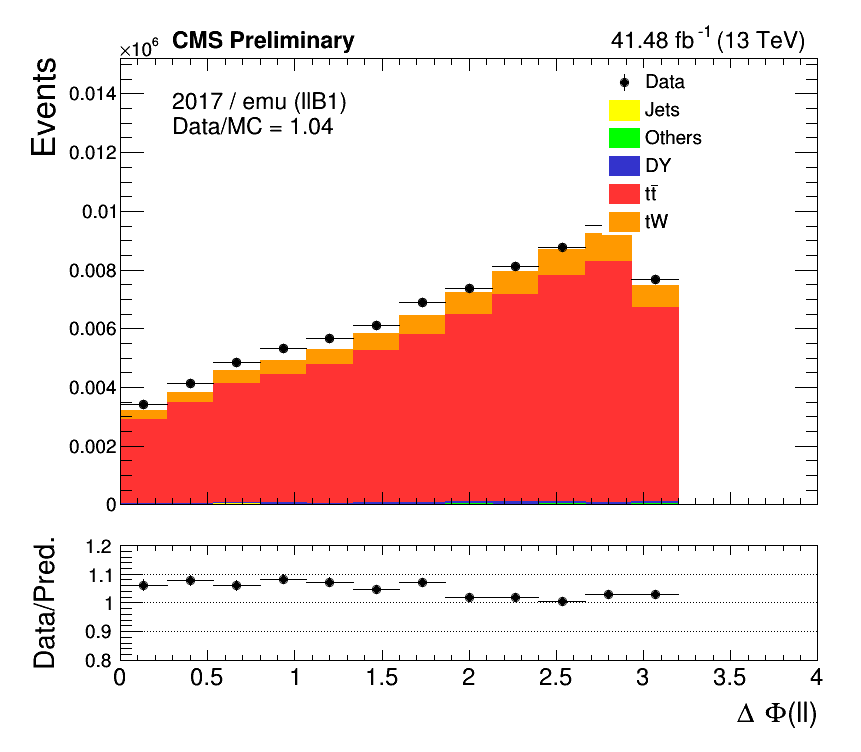 ×10⁶ CMS Preliminary 41.48 fb⁻¹ (13 TeV)
Events
2017 / emu (llB1)
Data/MC = 1.04
Data
Jets
Others
DY
tt̄
tW
0.014
0.012
0.01
0.008
0.006
0.004
0.002
0
Data/Pred.
1.2
1.1
1
0.9
0.8
0 0.5 1 1.5 2 2.5 3 3.5 4
Δ Φ(ll)